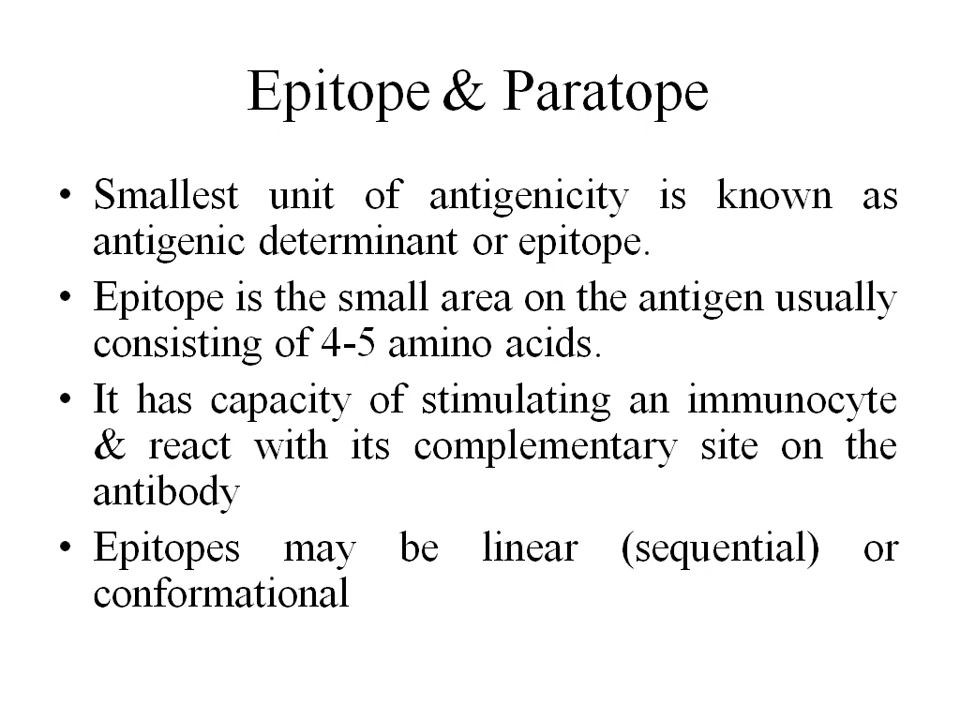 Epitope & Paratope
• Smallest unit of antigenicity is known as
antigenic determinant or epitope.
• Epitope is the small area on the antigen usually
consisting of 4-5 amino acids.
• It has capacity of stimulating an immunocyte
& react with its complementary site on the
antibody
• Epitopes may be linear (sequential) or
conformational